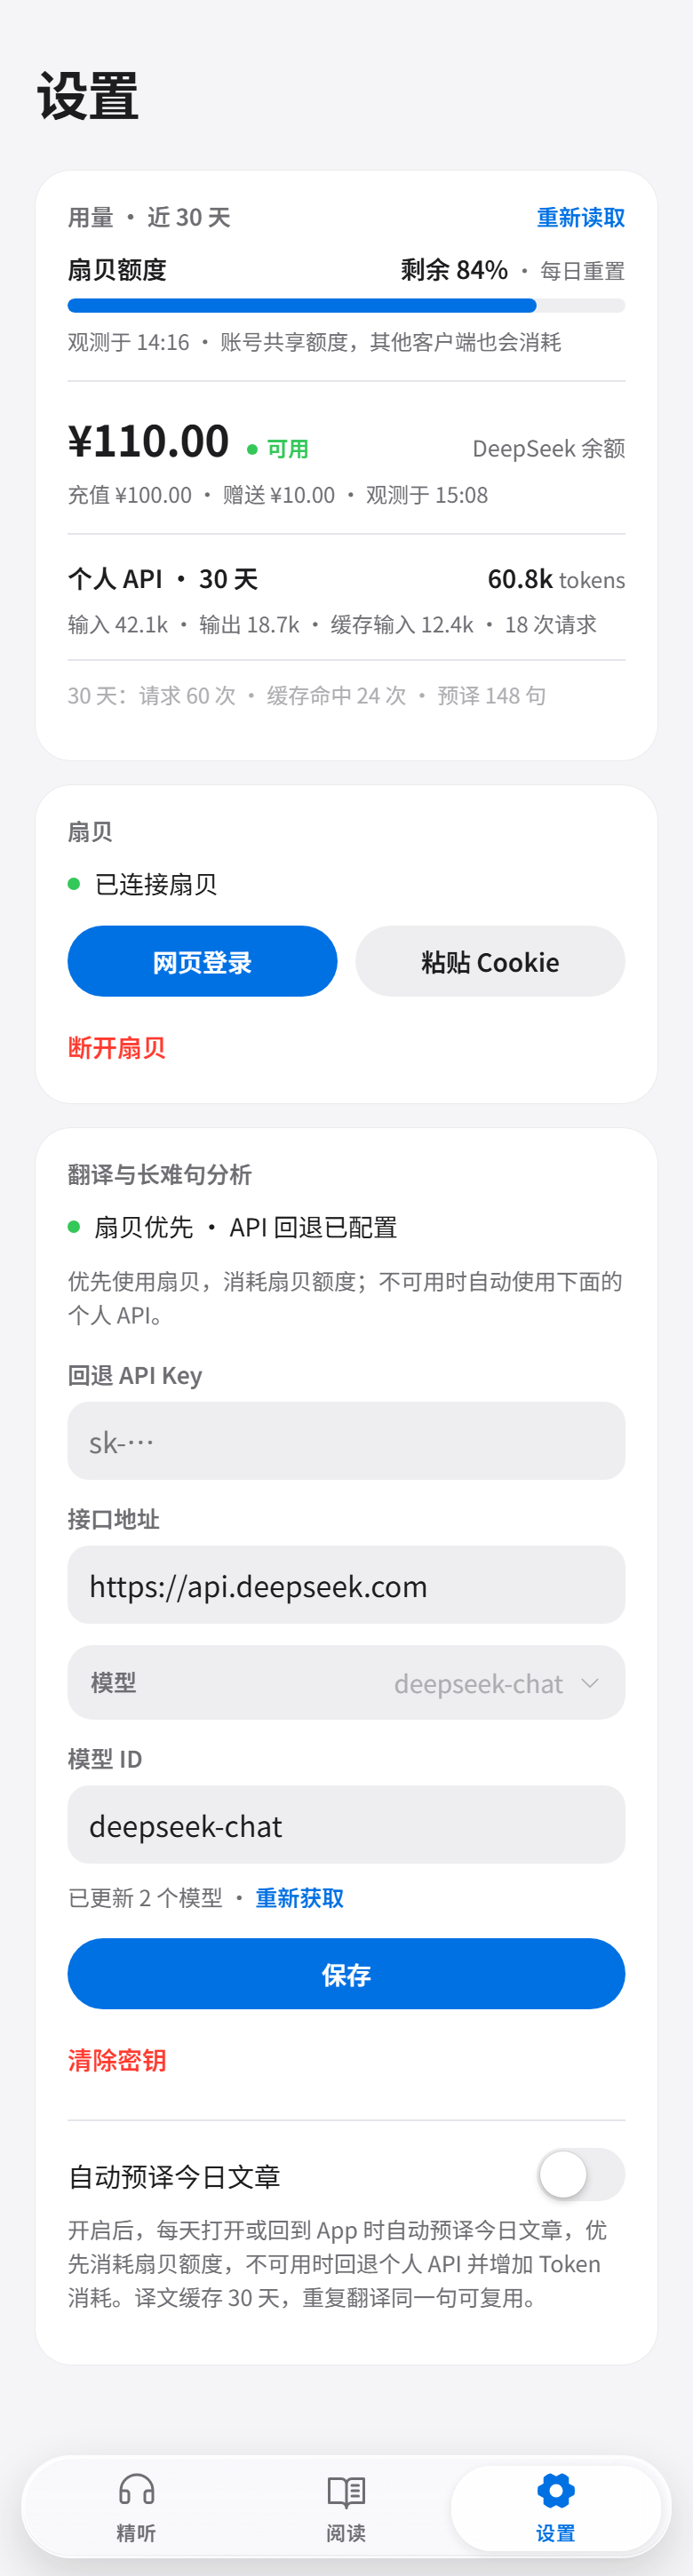 设置
用量 · 近 30 天 重新读取
扇贝额度 剩余 84% · 每日重置
观测于 14:16 · 账号共享额度，其他客户端也会消耗
¥110.00 可用 DeepSeek 余额
充值 ¥100.00 · 赠送 ¥10.00 · 观测于 15:08
个人 API · 30 天 60.8k tokens
输入 42.1k · 输出 18.7k · 缓存输入 12.4k · 18 次请求
30 天：请求 60 次 · 缓存命中 24 次 · 预译 148 句
扇贝
已连接扇贝
网页登录 粘贴 Cookie
断开扇贝
翻译与长难句分析
扇贝优先 · API 回退已配置
优先使用扇贝，消耗扇贝额度；不可用时自动使用下面的
个人 API。
回退 API Key
sk-···
接口地址
https://api.deepseek.com
模型 deepseek-chat
模型 ID
deepseek-chat
已更新 2 个模型 · 重新获取
保存
清除密钥
自动预译今日文章
开启后，每天打开或回到 App 时自动预译今日文章，优
先消耗扇贝额度，不可用时回退个人 API 并增加 Token
消耗。译文缓存 30 天，重复翻译同一句可复用。
精听 阅读 设置